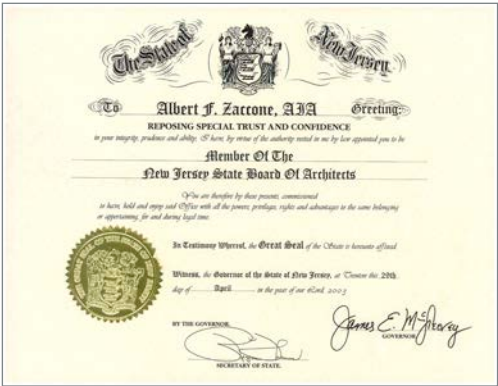 The State of New Jersey
To Albert F. Zaccone, AIA Greeting:
REPOSING SPECIAL TRUST AND CONFIDENCE
in your integrity, prudence and ability, I have, by virtue of the authority vested in me by law appointed you to be
Member Of The
New Jersey State Board Of Architects
You are therefore by these presents, commissioned
to have, hold and enjoy said Office with all the powers, privileges, rights and advantages to the same belonging
or appertaining, for and during legal term.
In Testimony Whereof, the Great Seal of the State is hereunto affixed
Witness, the Governor of the State of New Jersey, at Trenton this 29th
day of April in the year of our Lord 2003
BY THE GOVERNOR.
James E. McGreevey
GOVERNOR
SECRETARY OF STATE.